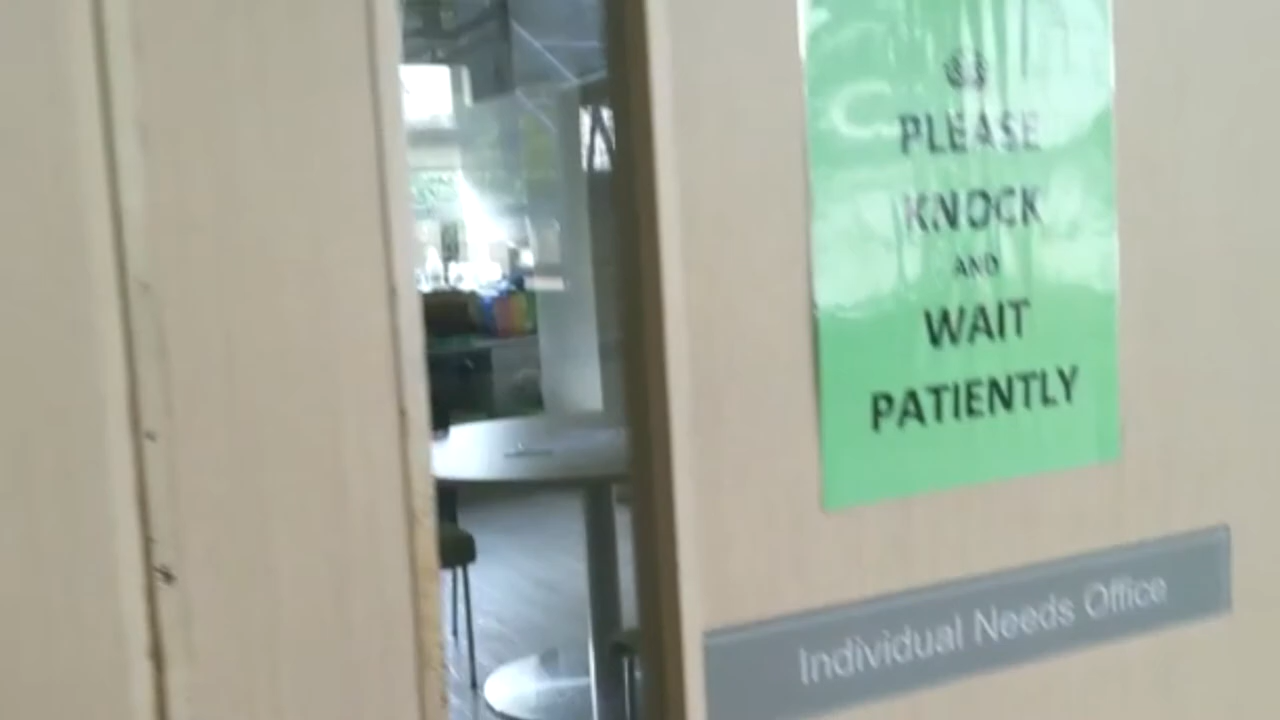 PLEASE
KNOCK
AND
WAIT
PATIENTLY
Individual Needs Office